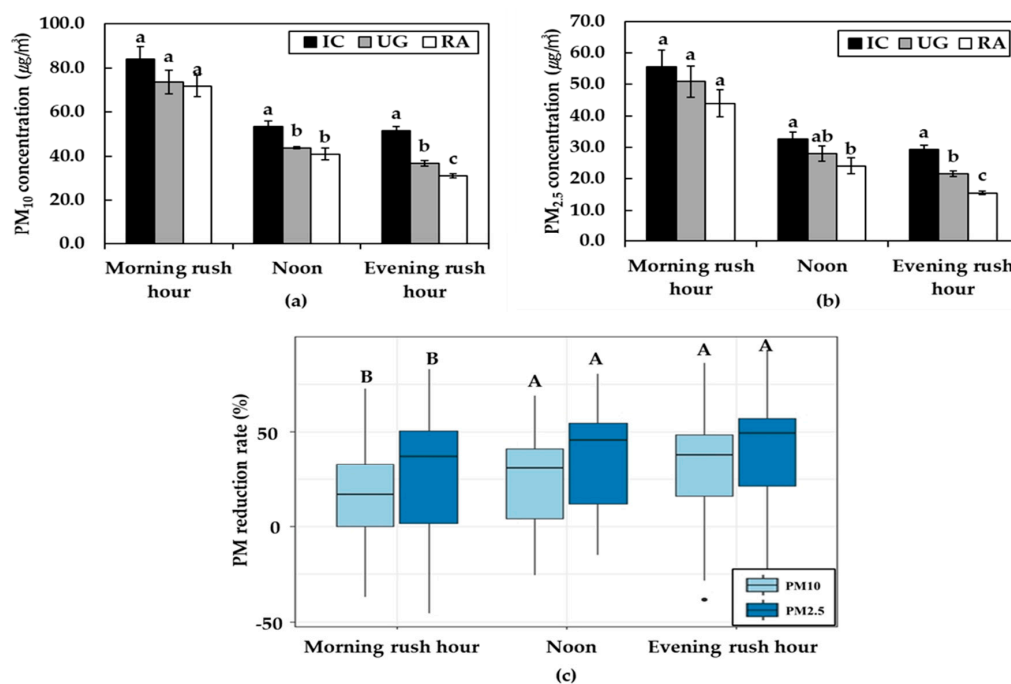 PM10 concentration (μg/㎥)
100.0
80.0
60.0
40.0
20.0
0.0
IC UG RA
a a a
a b b
a b c
Morning rush hour
Noon
Evening rush hour
(a)
PM2.5 concentration (μg/㎥)
70.0
60.0
50.0
40.0
30.0
20.0
10.0
0.0
IC UG RA
a a a
a ab b
a b c
Morning rush hour
Noon
Evening rush hour
(b)
PM reduction rate (%)
50
0
-50
B B
A A
A A
PM10
PM2.5
Morning rush hour
Noon
Evening rush hour
(c)